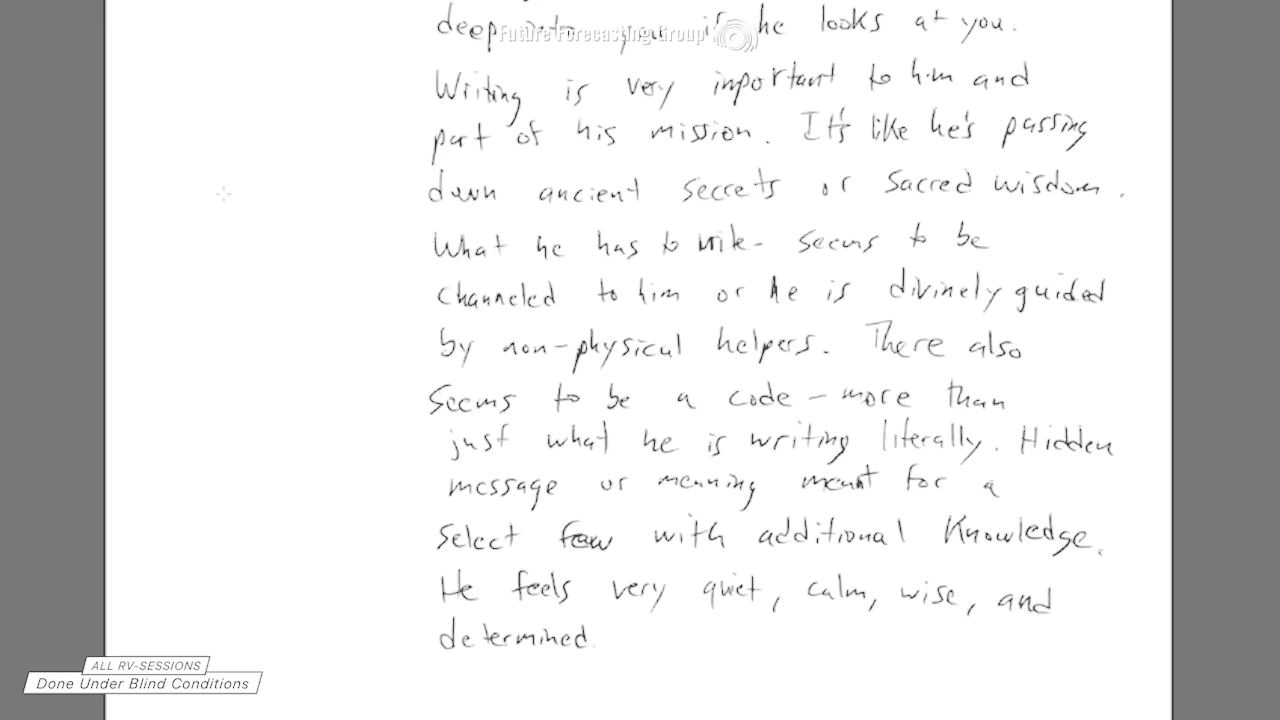 deep into you if he looks at you.
Future Forecasting Group
Writing is very important to him and
part of his mission. It's like he's passing
down ancient secrets or sacred wisdom.
What he has to write - seems to be
channeled to him or he is divinely guided
by non-physical helpers. There also
seems to be a code - more than
just what he is writing literally. Hidden
message or meaning meant for a
select few with additional knowledge.
He feels very quiet, calm, wise, and
determined.
ALL RV-SESSIONS
Done Under Blind Conditions